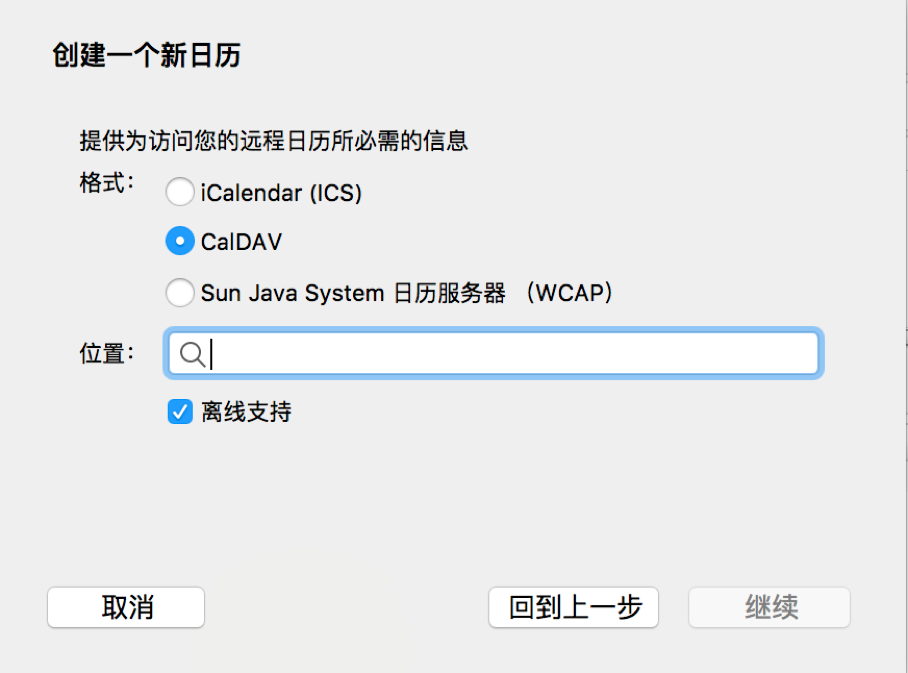 创建一个新日历
提供为访问您的远程日历所必需的信息
格式：
iCalendar (ICS)
CalDAV
Sun Java System 日历服务器 （WCAP）
位置：
离线支持
取消
回到上一步
继续